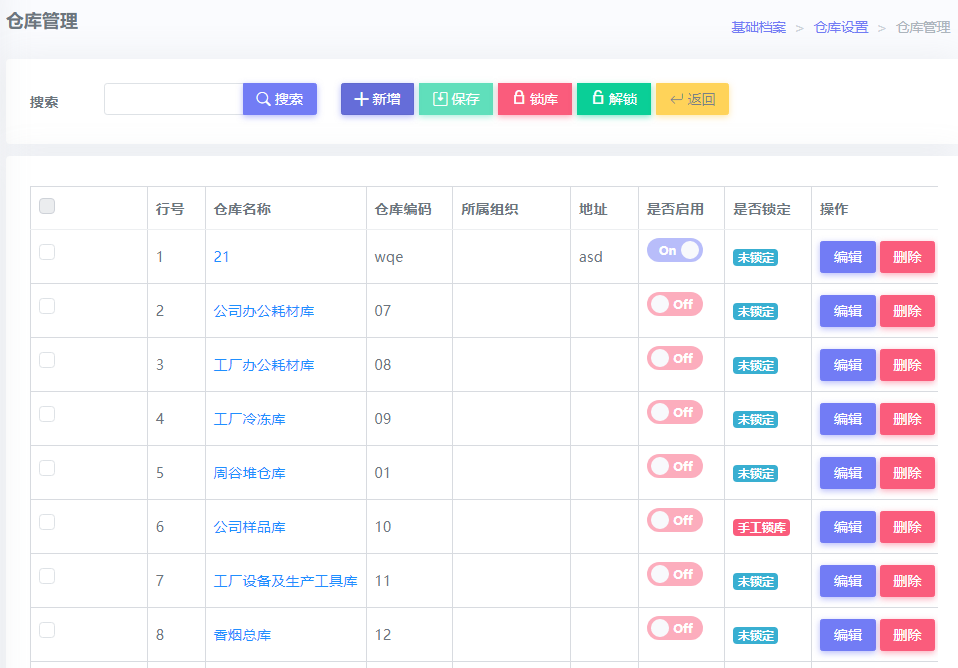 仓库管理
基础档案 > 仓库设置 > 仓库管理
搜索 搜索 新增 保存 锁库 解锁 返回
行号 仓库名称 仓库编码 所属组织 地址 是否启用 是否锁定 操作
1 21 wqe asd On 未锁定 编辑 删除
2 公司办公耗材库 07 Off 未锁定 编辑 删除
3 工厂办公耗材库 08 Off 未锁定 编辑 删除
4 工厂冷冻库 09 Off 未锁定 编辑 删除
5 周谷堆仓库 01 Off 未锁定 编辑 删除
6 公司样品库 10 Off 手工锁库 编辑 删除
7 工厂设备及生产工具库 11 Off 未锁定 编辑 删除
8 香烟总库 12 Off 未锁定 编辑 删除